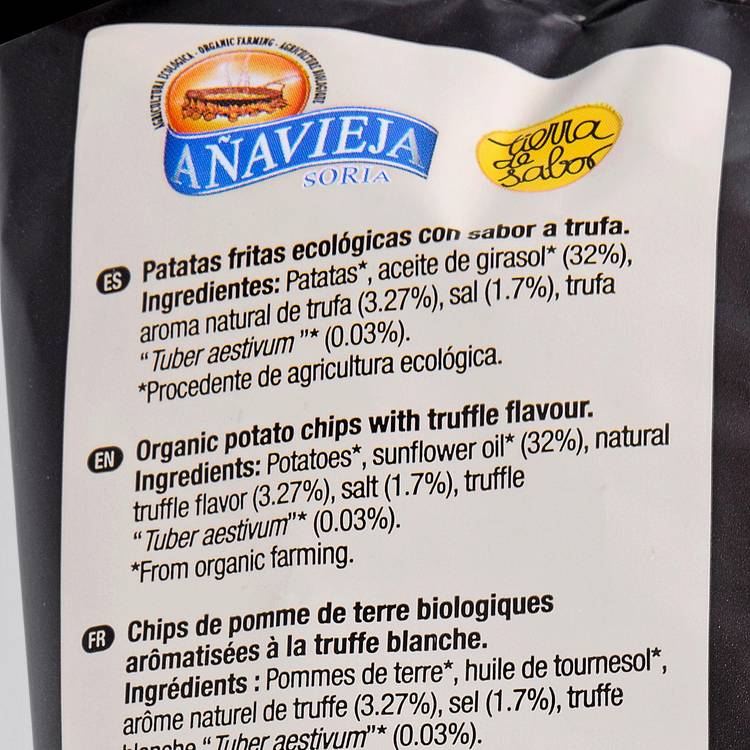 AGRICULTURA ECOLÓGICA - ORGANIC FARMING - AGRICULTURE BIOLOGIQUE
AÑAVIEJA
SORIA
tierra
de
sabor
ES Patatas fritas ecológicas con sabor a trufa.
Ingredientes: Patatas*, aceite de girasol* (32%),
aroma natural de trufa (3.27%), sal (1.7%), trufa
“Tuber aestivum”* (0.03%).
*Procedente de agricultura ecológica.
EN Organic potato chips with truffle flavour.
Ingredients: Potatoes*, sunflower oil* (32%), natural
truffle flavor (3.27%), salt (1.7%), truffle
“Tuber aestivum”* (0.03%).
*From organic farming.
FR Chips de pomme de terre biologiques
arômatisées à la truffe blanche.
Ingrédients : Pommes de terre*, huile de tournesol*,
arôme naturel de truffe (3.27%), sel (1.7%), truffe
blanche “Tuber aestivum”* (0.03%).